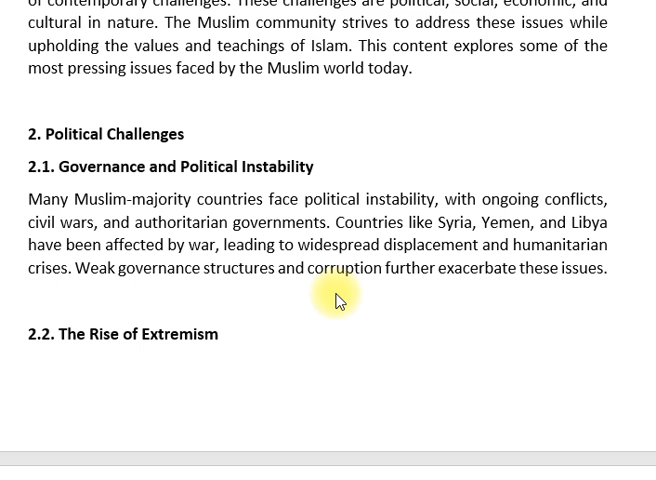 of contemporary challenges. These challenges are political, social, economic, and
cultural in nature. The Muslim community strives to address these issues while
upholding the values and teachings of Islam. This content explores some of the
most pressing issues faced by the Muslim world today.
2. Political Challenges
2.1. Governance and Political Instability
Many Muslim-majority countries face political instability, with ongoing conflicts,
civil wars, and authoritarian governments. Countries like Syria, Yemen, and Libya
have been affected by war, leading to widespread displacement and humanitarian
crises. Weak governance structures and corruption further exacerbate these issues.
2.2. The Rise of Extremism